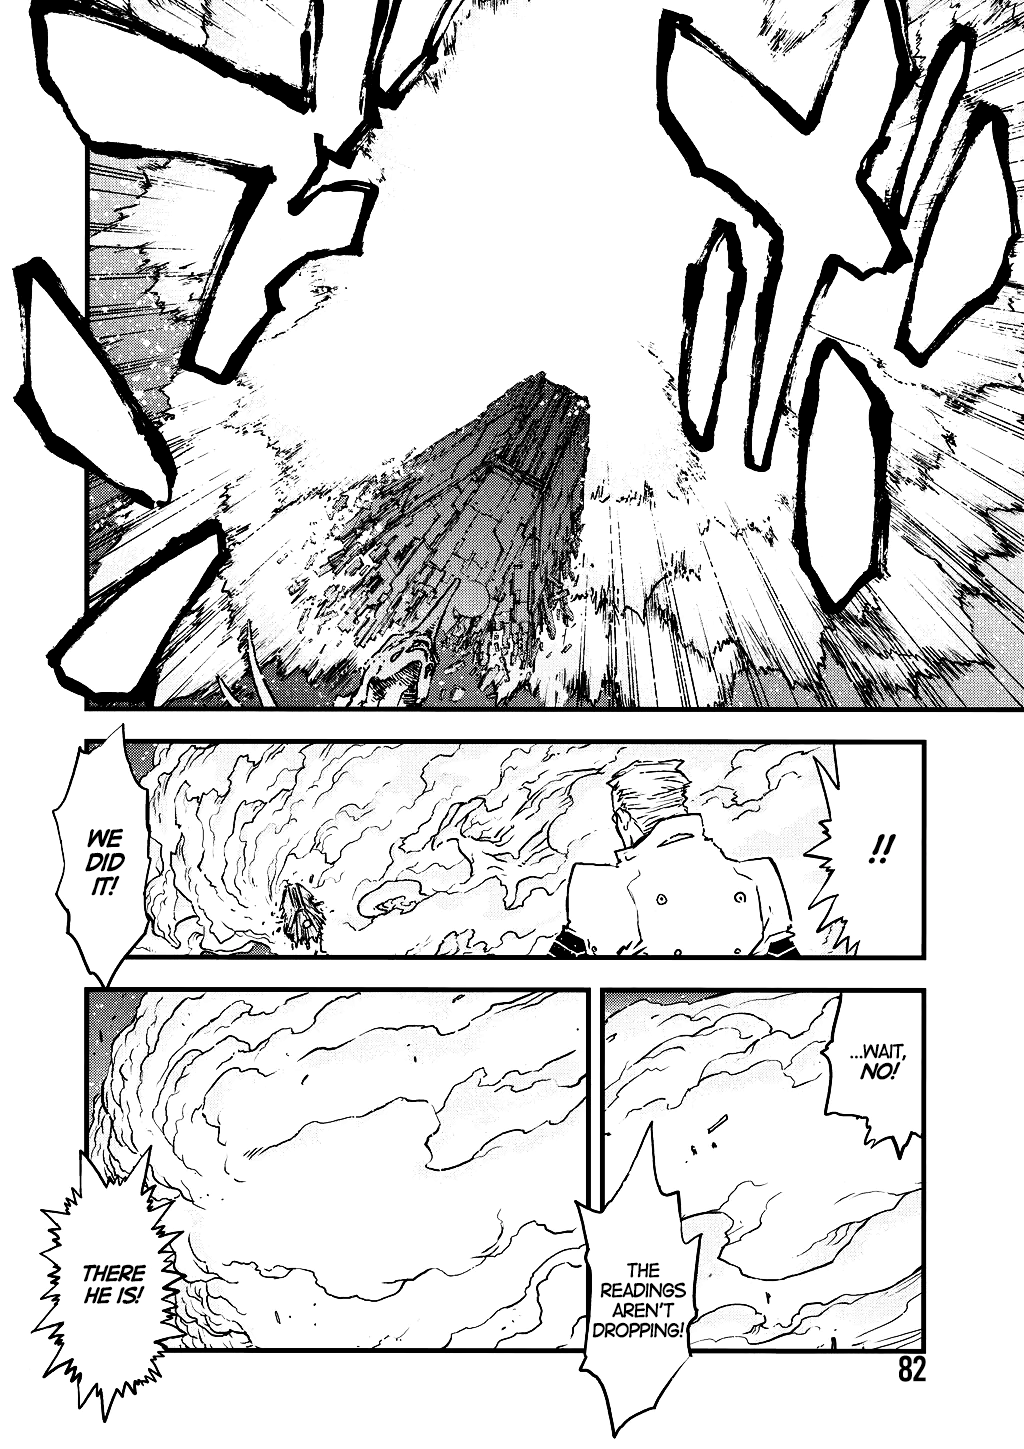 !!
WE
DID
IT!
...WAIT,
NO!
THE
READINGS
AREN'T
DROPPING!
THERE
HE IS!
82